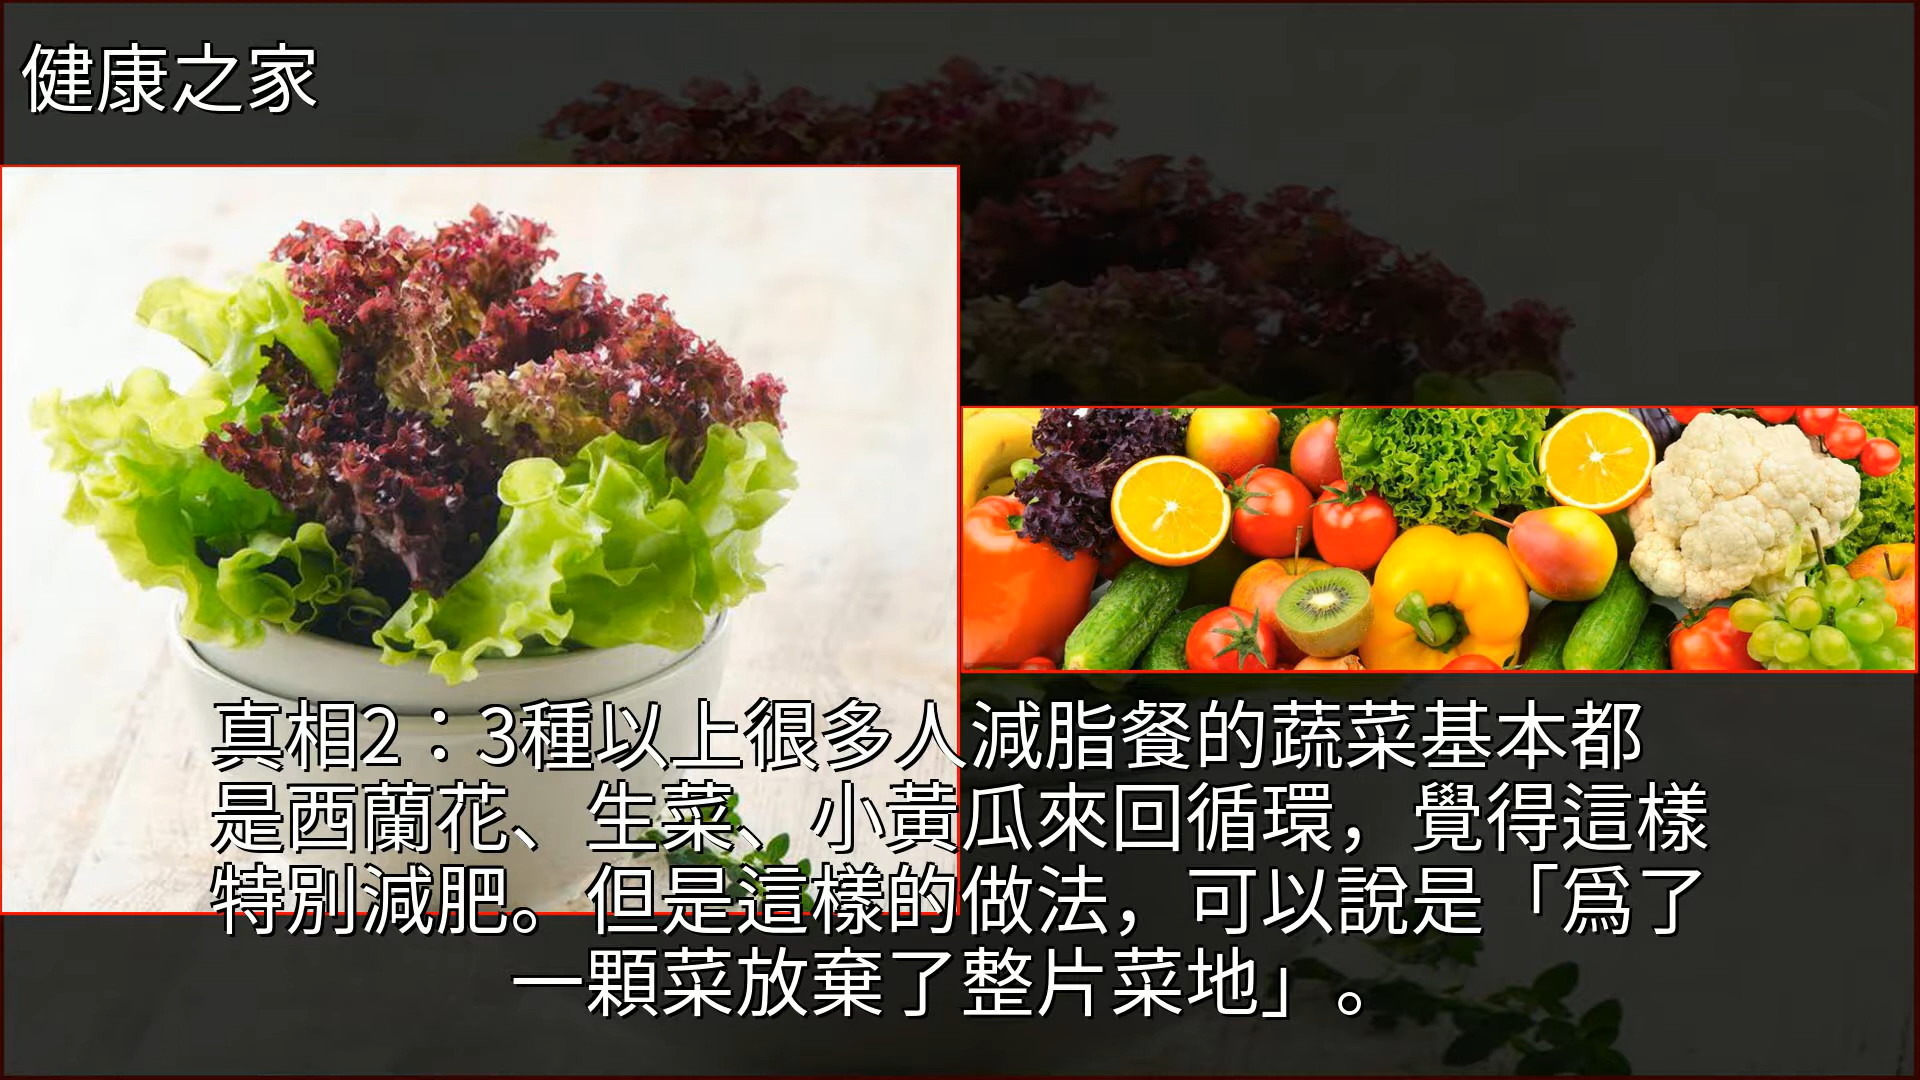 健康之家
真相2：3種以上很多人減脂餐的蔬菜基本都
是西蘭花、生菜、小黃瓜來回循環，覺得這樣
特別減肥。但是這樣的做法，可以說是「爲了
一顆菜放棄了整片菜地」。